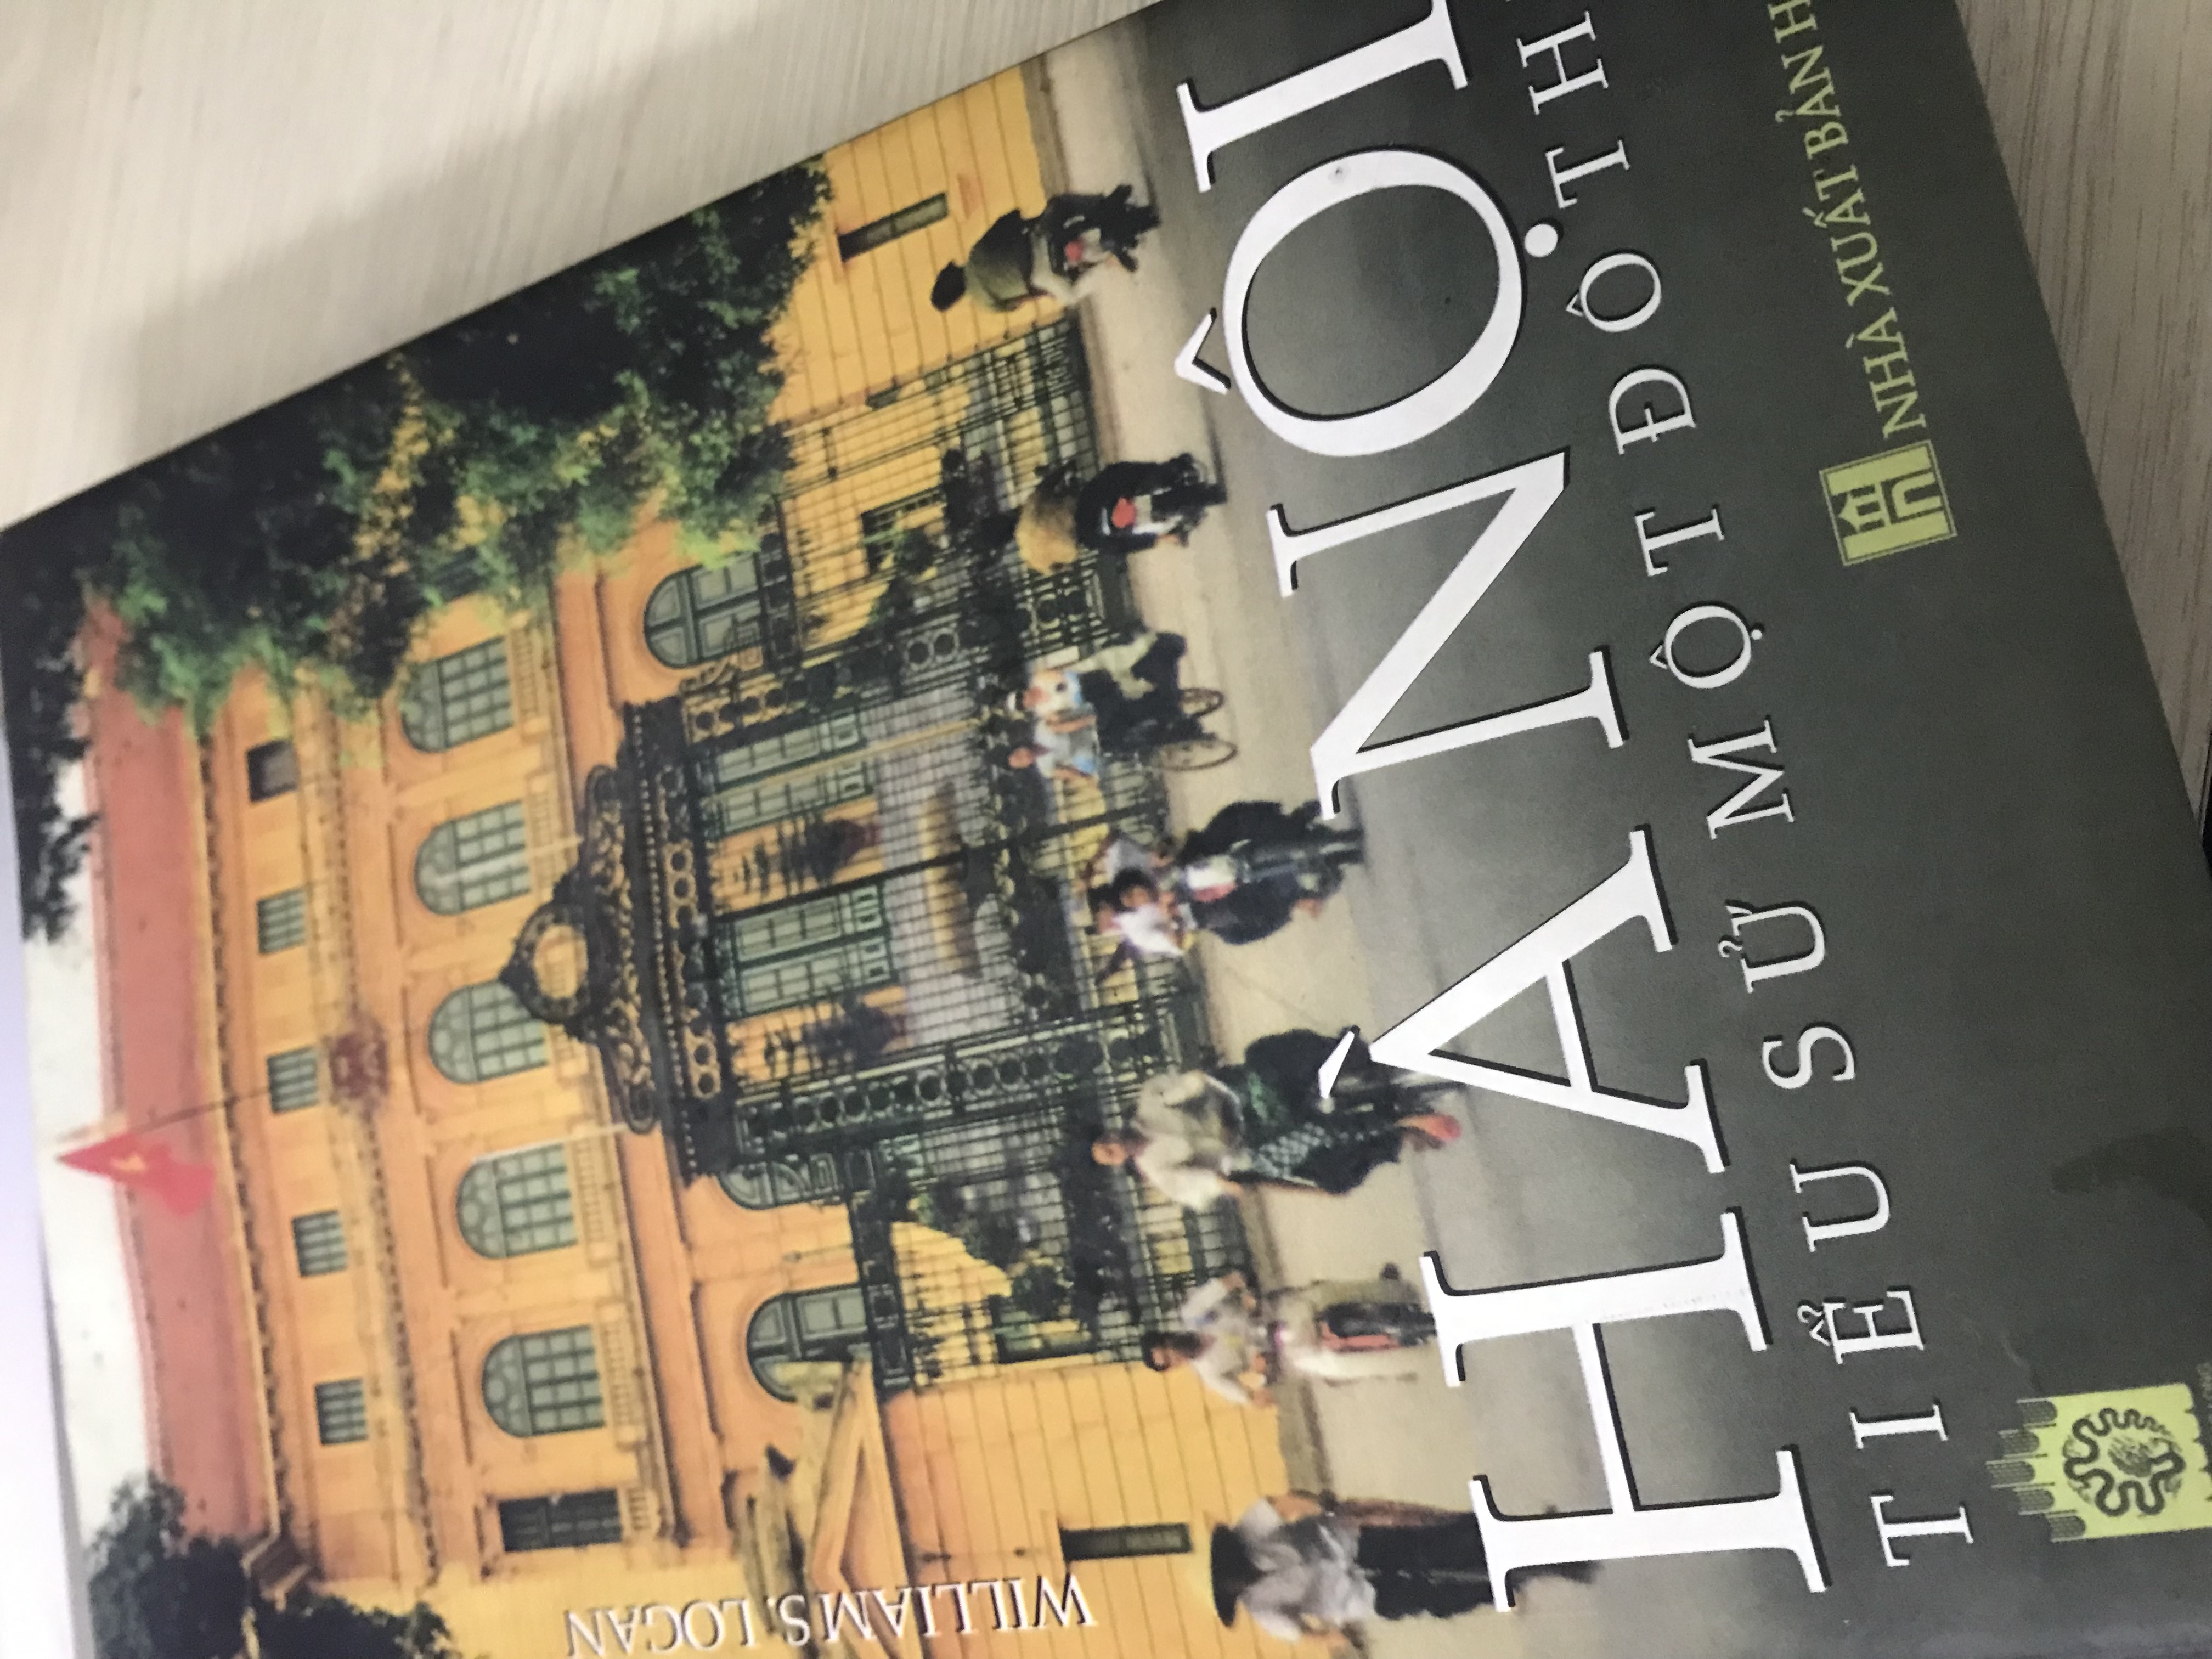 WILLIAM S. LOGAN
HÀ NỘI
TIỂU SỬ MỘT ĐÔ TH
NHÀ XUẤT BẢN H